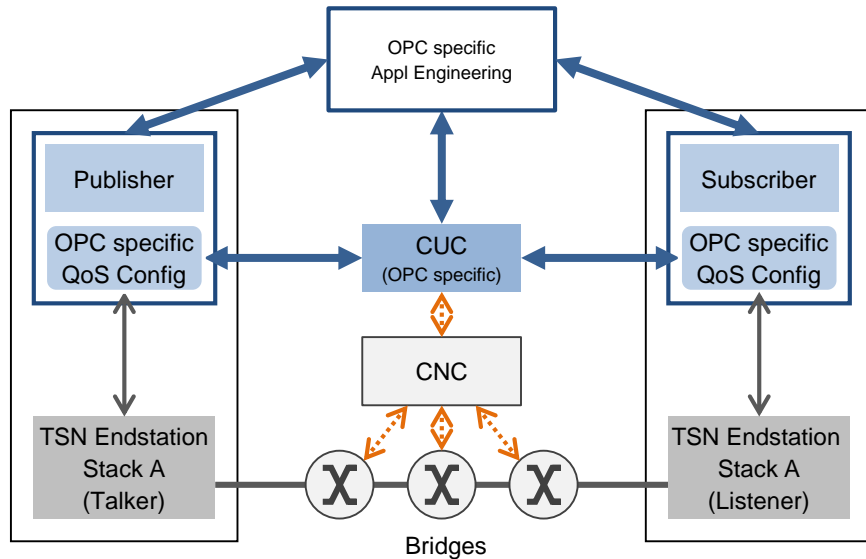 OPC specific
Appl Engineering
Publisher
OPC specific
QoS Config
CUC
(OPC specific)
Subscriber
OPC specific
QoS Config
CNC
TSN Endstation
Stack A
(Talker)
TSN Endstation
Stack A
(Listener)
Bridges